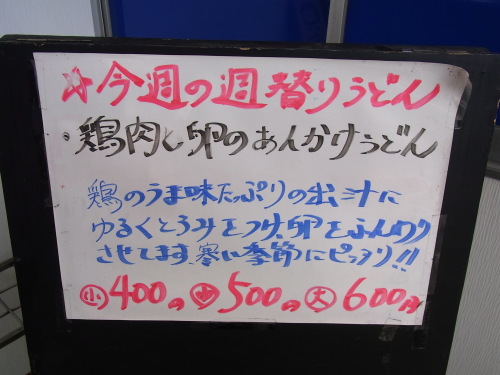 ☆今週の週替りうどん
・鶏肉と卵のあんかけうどん
鶏のうま味たっぷりの出汁に
ゆるくとろみをつけ、卵をふんわり
させてます。寒い季節にピッタリ!!
小400円 中500円 大600円